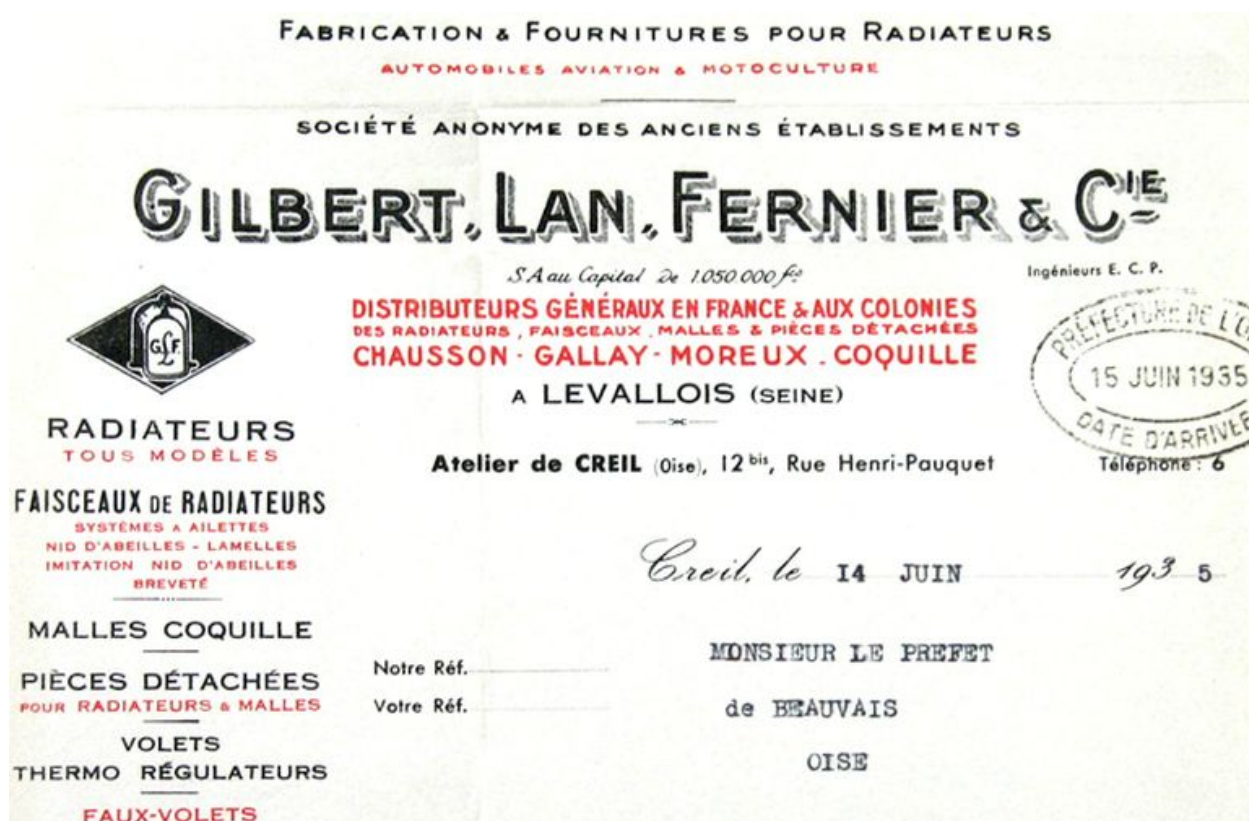 FABRICATION & FOURNITURES POUR RADIATEURS
AUTOMOBILES AVIATION & MOTOCULTURE
SOCIÉTÉ ANONYME DES ANCIENS ÉTABLISSEMENTS
GILBERT, LAN, FERNIER & CIE
S.A au Capital de 1.050.000 frs
Ingénieurs E. C. P.
DISTRIBUTEURS GÉNÉRAUX EN FRANCE & AUX COLONIES
DES RADIATEURS, FAISCEAUX, MALLES & PIÈCES DÉTACHÉES
CHAUSSON - GALLAY - MOREUX - COQUILLE
A LEVALLOIS (SEINE)
PRÉFECTURE DE
15 JUIN 1935
DATE D'ARRIVÉE
G.L.F.
Atelier de CREIL (Oise), 12 bis, Rue Henri-Pauquet
Téléphone : 6
RADIATEURS
TOUS MODÈLES
FAISCEAUX DE RADIATEURS
SYSTÈMES A AILETTES
NID D'ABEILLES - LAMELLES
IMITATION NID D'ABEILLES
BREVETÉ
MALLES COQUILLE
PIÈCES DÉTACHÉES
POUR RADIATEURS & MALLES
VOLETS
THERMO RÉGULATEURS
FAUX-VOLETS
Creil, le 14 JUIN 193 5
Notre Réf.
Votre Réf.
MONSIEUR LE PREFET
de BEAUVAIS
OISE